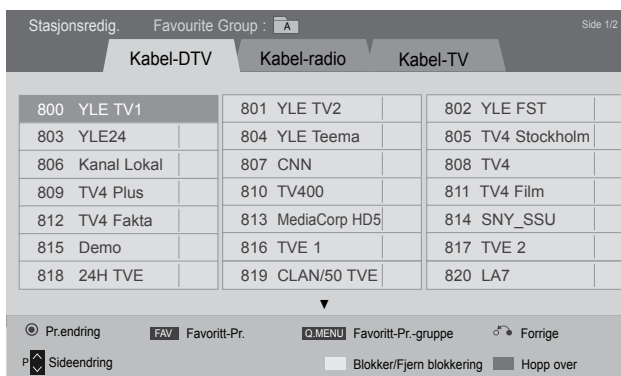 Stasjonsredig. Favourite Group : A Side 1/2
Kabel-DTV Kabel-radio Kabel-TV
800 YLE TV1 801 YLE TV2 802 YLE FST
803 YLE24 804 YLE Teema 805 TV4 Stockholm
806 Kanal Lokal 807 CNN 808 TV4
809 TV4 Plus 810 TV400 811 TV4 Film
812 TV4 Fakta 813 MediaCorp HD5 814 SNY_SSU
815 Demo 816 TVE 1 817 TVE 2
818 24H TVE 819 CLAN/50 TVE 820 LA7
Pr.endring FAV Favoritt-Pr. Q.MENU Favoritt-Pr.-gruppe Forrige
P Sideendring Blokker/Fjern blokkering Hopp over